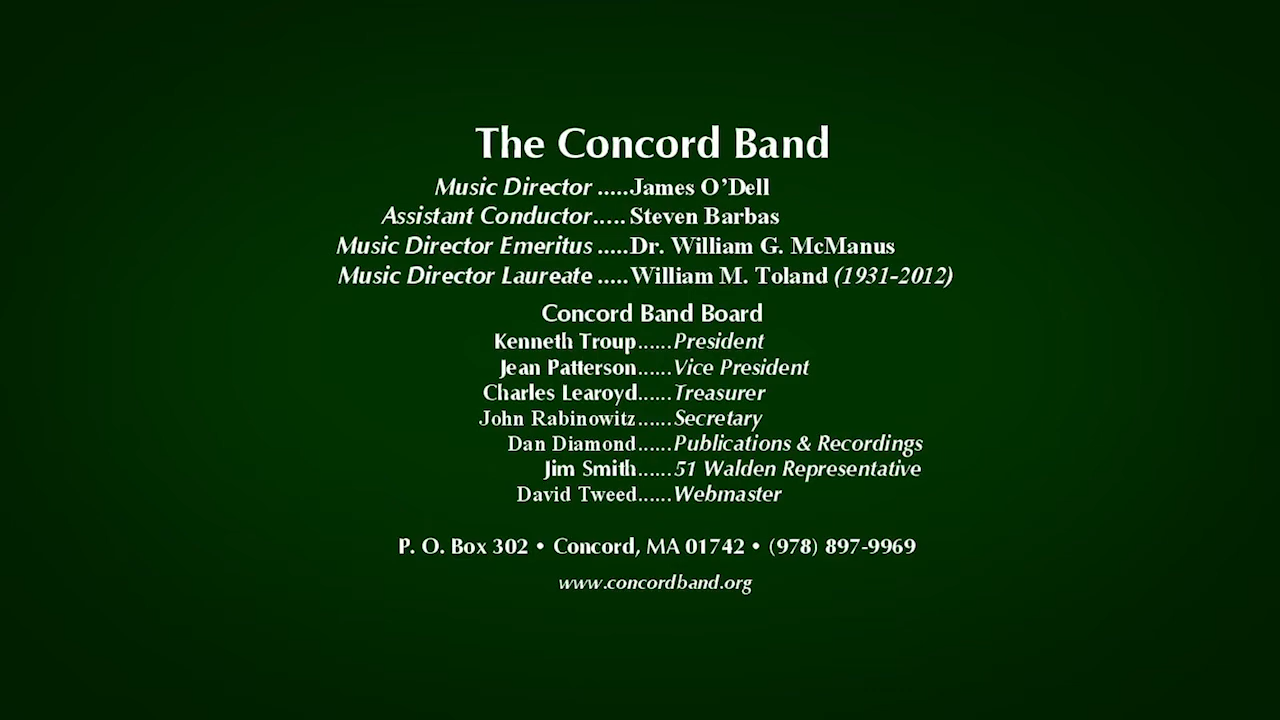 The Concord Band
Music Director .....James O’Dell
Assistant Conductor..... Steven Barbas
Music Director Emeritus .....Dr. William G. McManus
Music Director Laureate .....William M. Toland (1931-2012)
Concord Band Board
Kenneth Troup......President
Jean Patterson......Vice President
Charles Learoyd......Treasurer
John Rabinowitz......Secretary
Dan Diamond......Publications & Recordings
Jim Smith......51 Walden Representative
David Tweed......Webmaster
P. O. Box 302 • Concord, MA 01742 • (978) 897-9969
www.concordband.org